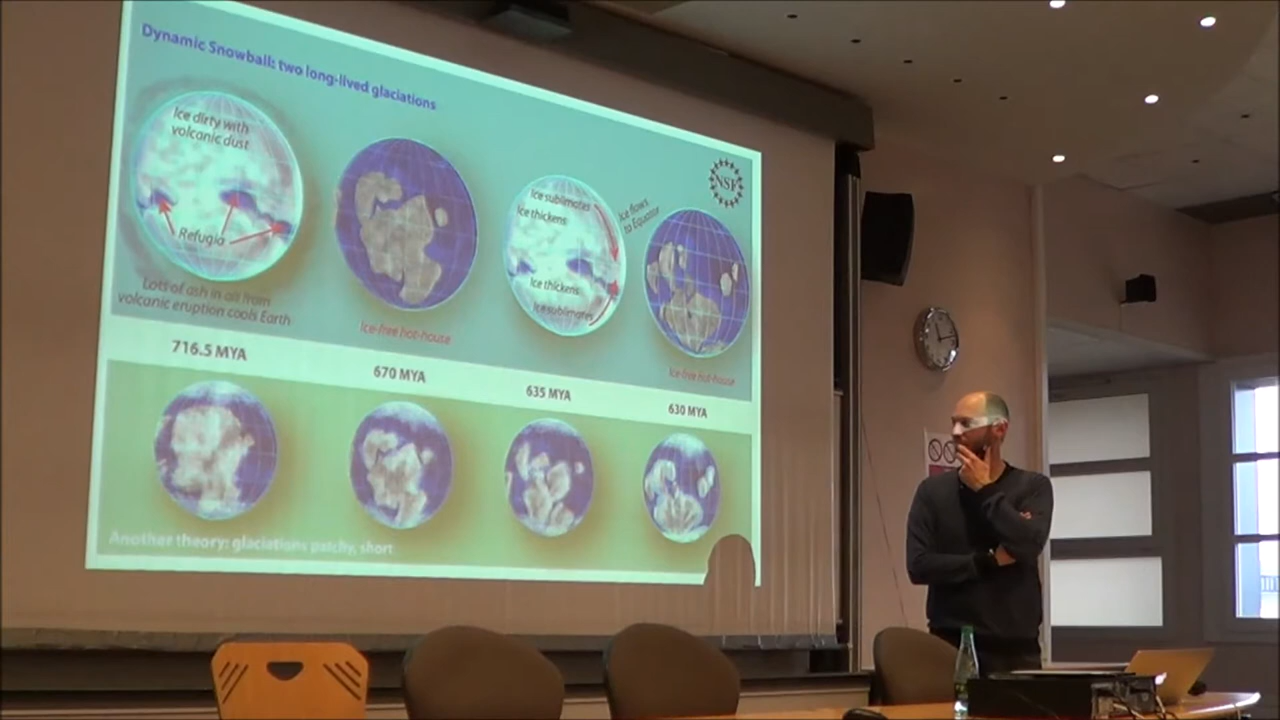 Dynamic Snowball: two long-lived glaciations
Ice dirty with
volcanic dust
Refugia
Lots of ash in air from
volcanic eruption cools Earth
Ice-free hot-house
Ice sublimates
Ice thickens
Ice thickens
Ice sublimates
Ice flows
to Equator
NSF
Ice-free hot-house
716.5 MYA
670 MYA
635 MYA
630 MYA
Another theory: glaciations patchy, short